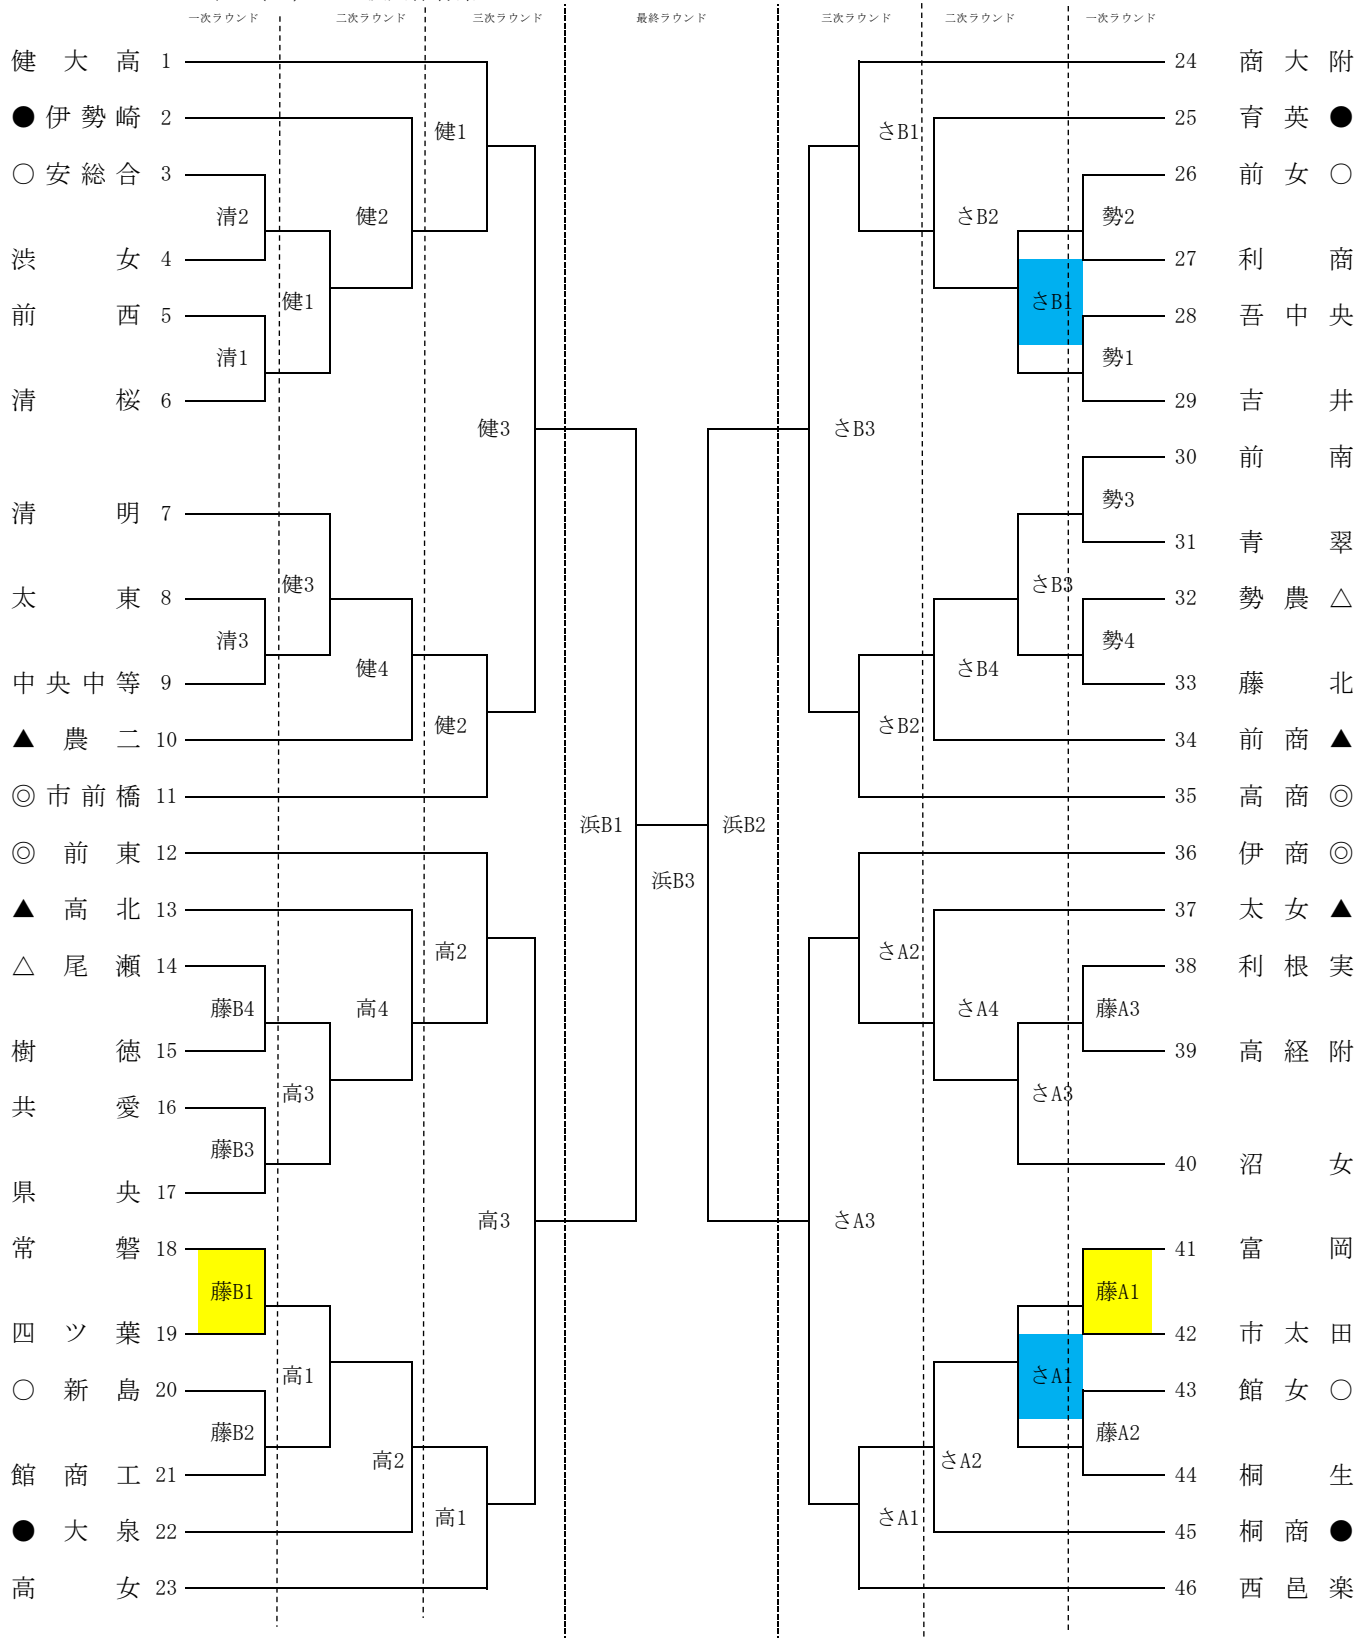 一次ラウンド 二次ラウンド 三次ラウンド 最終ラウンド 三次ラウンド 二次ラウンド 一次ラウンド
健大高 1 24 商大附
●伊勢崎 2 25 育英●
健1 さB1
○安総合 3 26 前女○
清2 健2 さB2 勢2
渋女 4 27 利商
健1 さB1
前西 5 28 吾中央
清1 勢1
清桜 6 29 吉井
健3 さB3
30 前南
勢3
清明 7
31 青翠
健3 さB3
太東 8 32 勢農△
清3 勢4
健4 さB4
中央中等 9 33 藤北
健2 さB2
▲農二 10 34 前商▲
◎市前橋 11 35 高商◎
浜B1 浜B2
◎前東 12 36 伊商◎
浜B3
▲高北 13 37 太女▲
高2 さA2
△尾瀬 14 38 利根実
藤B4 高4 さA4 藤A3
樹徳 15 39 高経附
高3 さA3
共愛 16
藤B3
40 沼女
県央 17
高3 さA3
常磐 18 41 富岡
藤B1 藤A1
四ツ葉 19 42 市太田
高1 さA1
○新島 20 43 館女○
藤B2 藤A2
高2 さA2
館商工 21 44 桐生
高1 さA1
●大泉 22 45 桐商●
高女 23 46 西邑楽